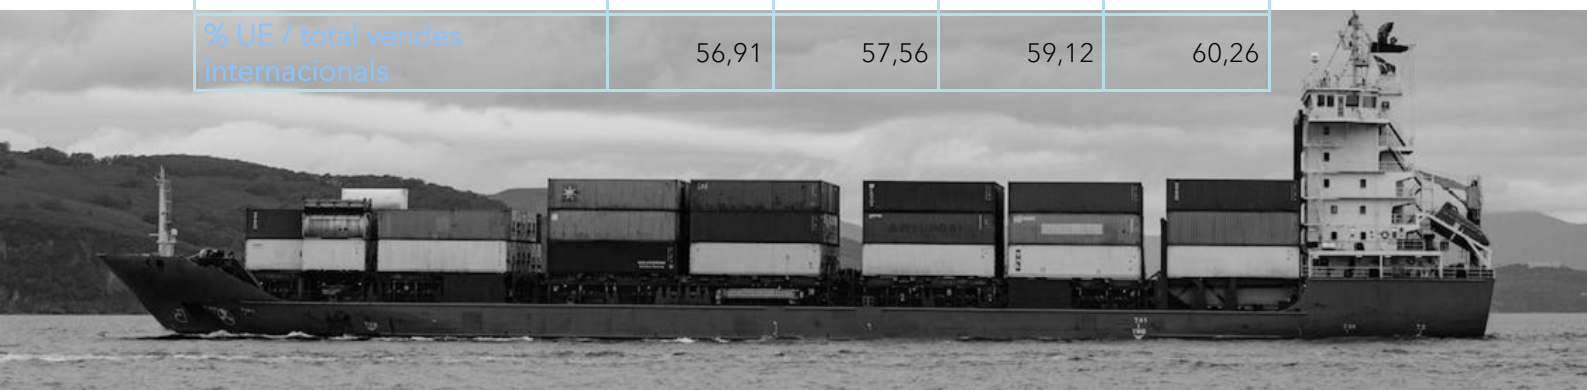 % UE / total vendes
internacionals
56,91
57,56
59,12
60,26